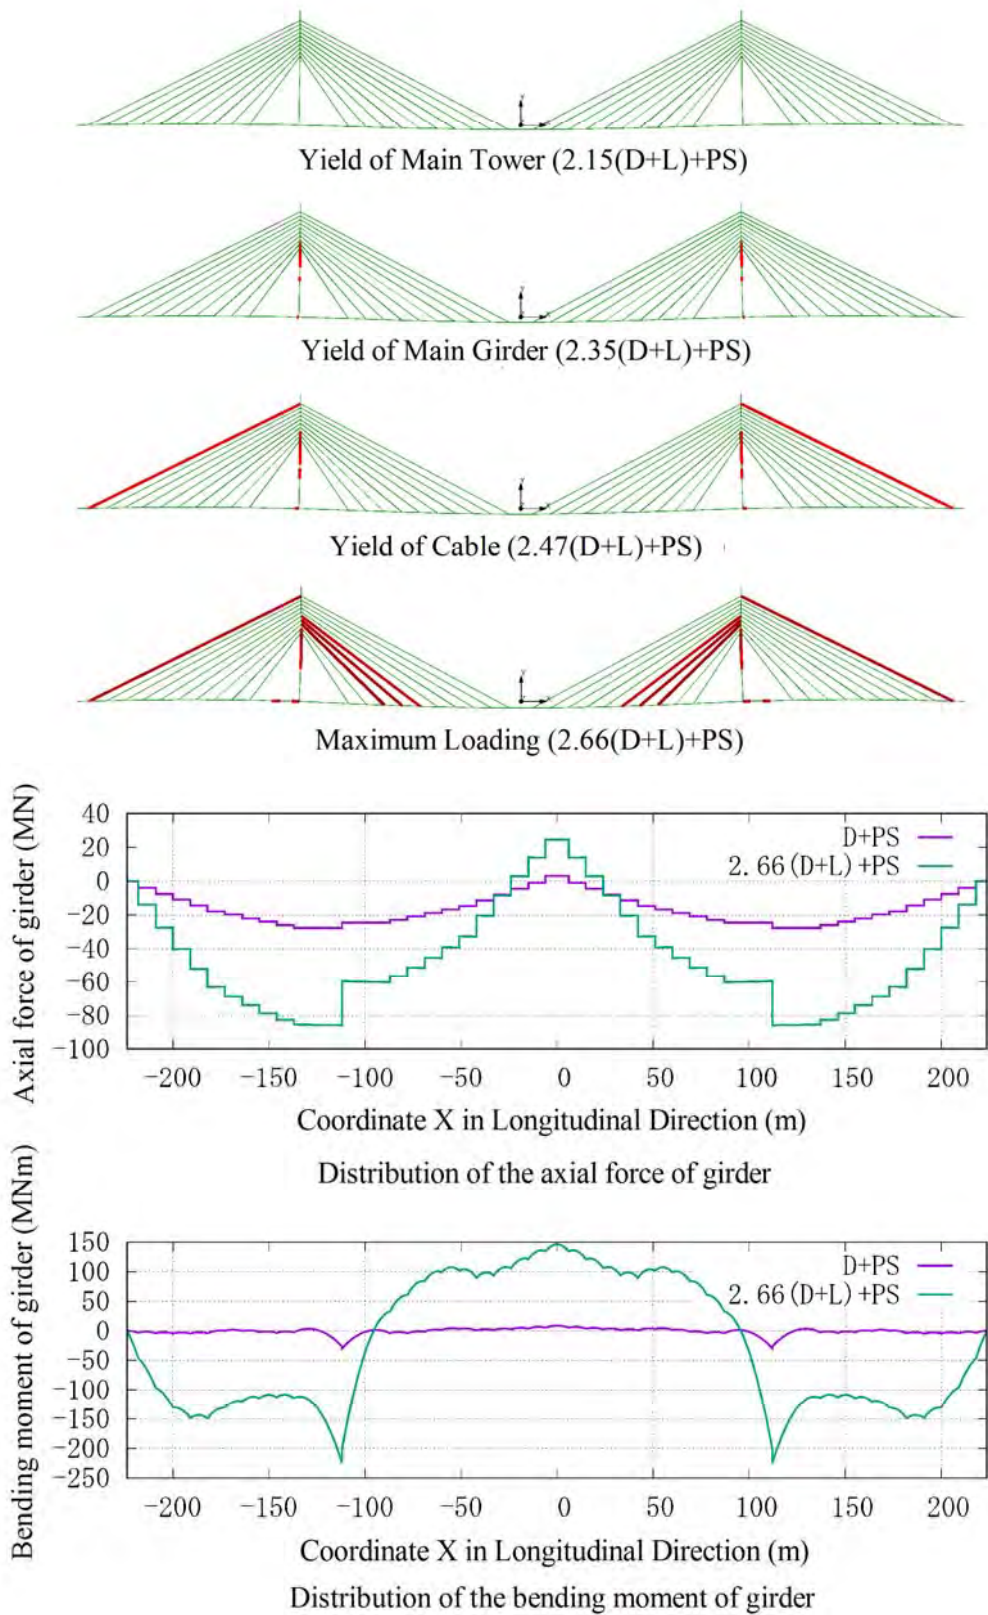 Yield of Main Tower (2.15(D+L)+PS)
Yield of Main Girder (2.35(D+L)+PS)
Yield of Cable (2.47(D+L)+PS)
Maximum Loading (2.66(D+L)+PS)
Axial force of girder (MN)
40
20
0
-20
-40
-60
-80
-100
D+PS
2.66(D+L)+PS
-200 -150 -100 -50 0 50 100 150 200
Coordinate X in Longitudinal Direction (m)
Distribution of the axial force of girder
Bending moment of girder (MNm)
150
100
50
0
-50
-100
-150
-200
-250
D+PS
2.66(D+L)+PS
-200 -150 -100 -50 0 50 100 150 200
Coordinate X in Longitudinal Direction (m)
Distribution of the bending moment of girder